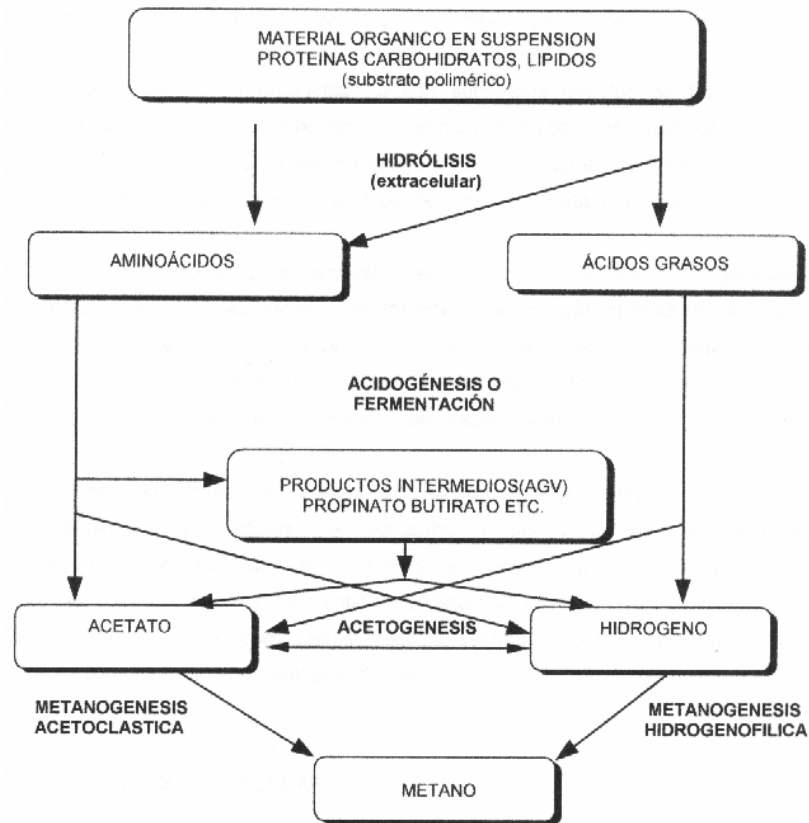 MATERIAL ORGANICO EN SUSPENSION
PROTEINAS CARBOHIDRATOS, LIPIDOS
(substrato polimérico)
HIDRÓLISIS
(extracelular)
AMINOÁCIDOS
ÁCIDOS GRASOS
ACIDOGÉNESIS O
FERMENTACIÓN
PRODUCTOS INTERMEDIOS(AGV)
PROPINATO BUTIRATO ETC.
ACETATO
ACETOGENESIS
HIDROGENO
METANOGENESIS
ACETOCLASTICA
METANOGENESIS
HIDROGENOFILICA
METANO